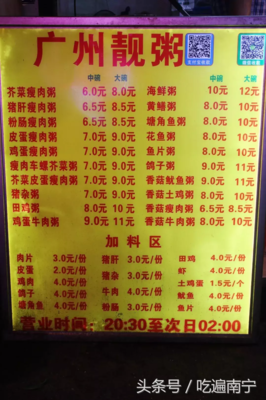 广州靓粥
中碗 大碗 中碗 大碗
芥菜瘦肉粥 6.0元 8.0元 海鲜粥 10元 12元
猪肝瘦肉粥 6.5元 8.5元 黄鳝粥 8.0元 10元
粉肠瘦肉粥 6.5元 8.5元 塘角鱼粥 8.0元 10元
皮蛋瘦肉粥 7.0元 9.0元 花鱼粥 8.0元 10元
鸡蛋瘦肉粥 7.0元 9.0元 鱼片粥 8.0元 10元
瘦肉车螺芥菜粥 7.0元 9.0元 鸽子粥 9.0元 11元
芥菜皮蛋瘦肉粥 7.0元 9.0元 香菇鱿鱼粥 9.0元 11元
猪杂粥 7.0元 9.0元 香菇土鸡粥 8.0元 10元
田鸡粥 8.0元 10元 香菇瘦肉粥 6.5元 8.5元
鸡蛋牛肉粥 9.0元 11元 香菇牛肉粥 9.0元 11元
加料区
肉片 3.0元/份 猪肝 3.0元/份 田鸡 4.0元/份
皮蛋 2.0元/份 猪杂 3.0元/份 虾 4.0元/份
鸡肉 4.0元/份 牛肉 4.0元/份 土鸡蛋 1.5元/个
鸽子 4.0元/份 鱿鱼 4.0元/份
塘角鱼 4.0元/份 粉肠 3.0元/份 鱼片 4.0元/份
营业时间：20:30至次日02:00
头条号／吃遍南宁